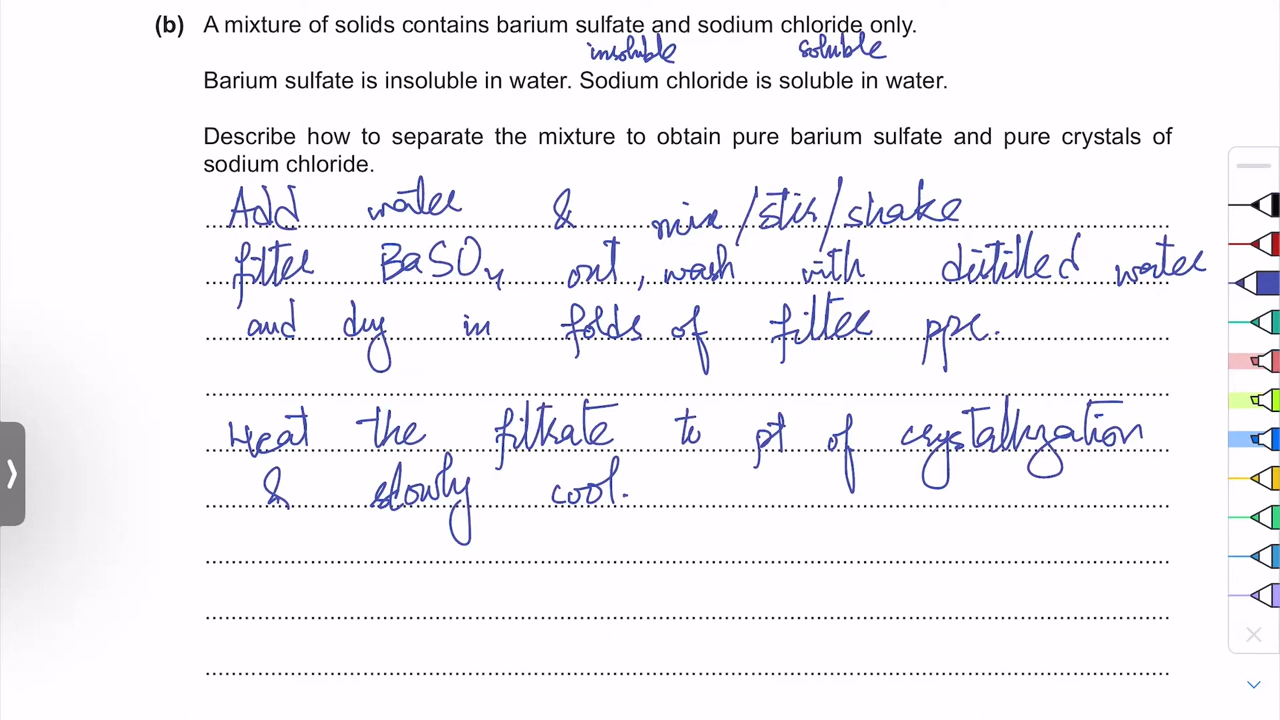 (b) A mixture of solids contains barium sulfate and sodium chloride only.
insoluble soluble
Barium sulfate is insoluble in water. Sodium chloride is soluble in water.
Describe how to separate the mixture to obtain pure barium sulfate and pure crystals of
sodium chloride.
Add water & mix/stir/shake
filter BaSO4 out, wash with distilled water
and dry in folds of filter ppr.
Heat the filtrate to pt of crystallization
& slowly cool.